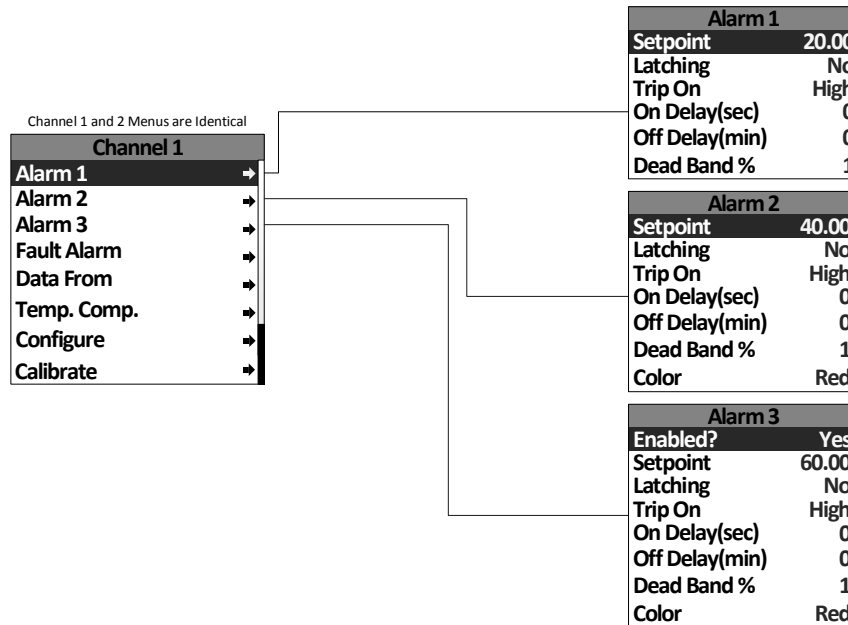 Channel 1 and 2 Menus are Identical
Channel 1
Alarm 1
Alarm 2
Alarm 3
Fault Alarm
Data From
Temp. Comp.
Configure
Calibrate
Alarm 1
Setpoint 20.00
Latching No
Trip On High
On Delay(sec) 0
Off Delay(min) 0
Dead Band % 1
Alarm 2
Setpoint 40.00
Latching No
Trip On High
On Delay(sec) 0
Off Delay(min) 0
Dead Band % 1
Color Red
Alarm 3
Enabled? Yes
Setpoint 60.00
Latching No
Trip On High
On Delay(sec) 0
Off Delay(min) 0
Dead Band % 1
Color Red